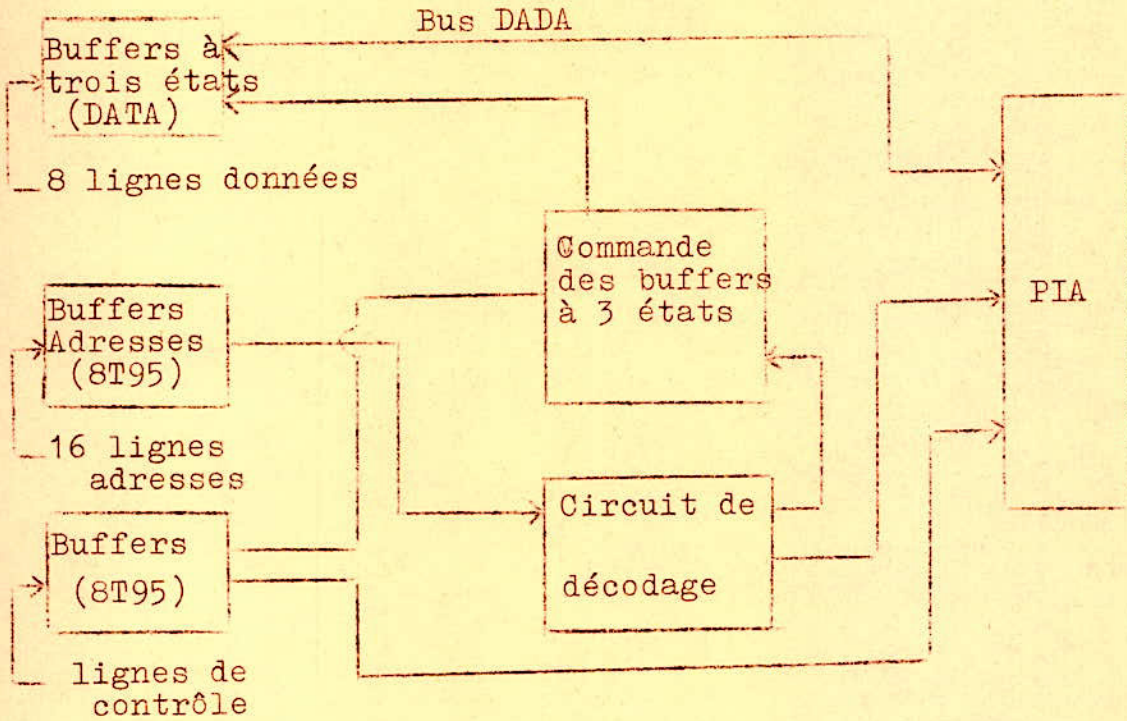 Bus DADA
Buffers à
trois états
(DATA)
8 lignes données
Commande
des buffers
à 3 états
PIA
Buffers
Adresses
(8T95)
16 lignes
adresses
Circuit de
décodage
Buffers
(8T95)
lignes de
contrôle